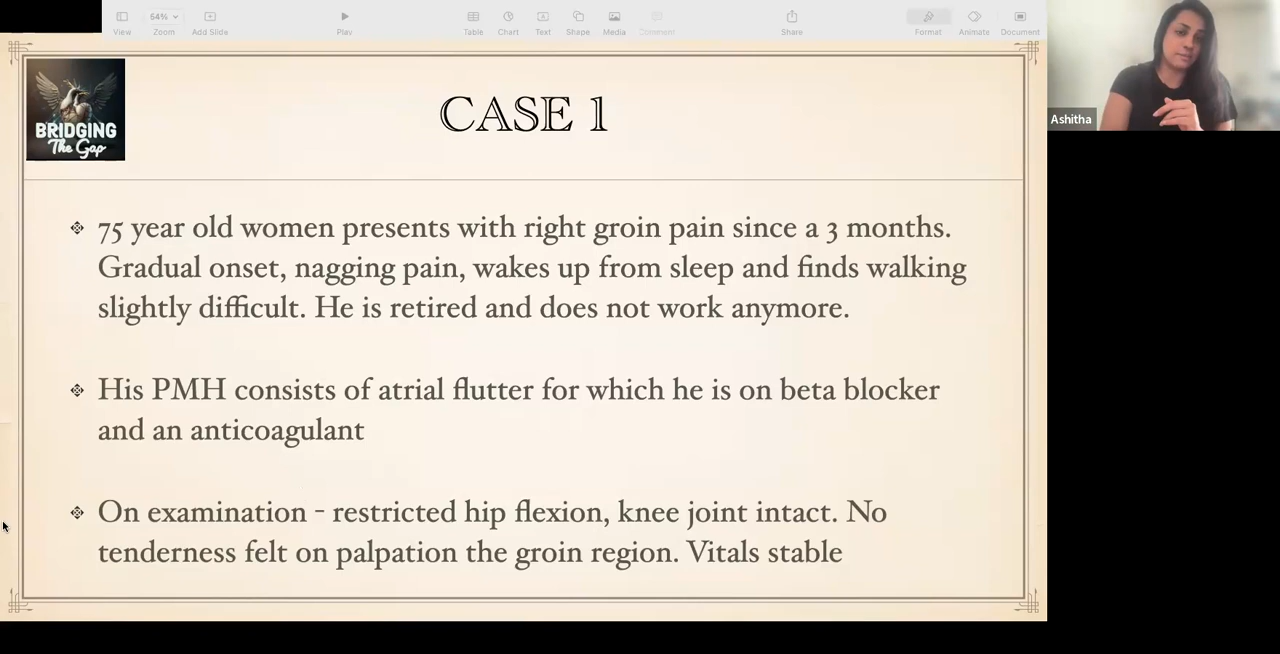 64%
View
Zoom
Add Slide
Play
Table
Chart
Text
Shape
Media
Comment
Share
Format
Animate
Document
Ashitha
BRIDGING
The Gap
CASE 1
75 year old women presents with right groin pain since a 3 months.
Gradual onset, nagging pain, wakes up from sleep and finds walking
slightly difficult. He is retired and does not work anymore.
His PMH consists of atrial flutter for which he is on beta blocker
and an anticoagulant
On examination - restricted hip flexion, knee joint intact. No
tenderness felt on palpation the groin region. Vitals stable